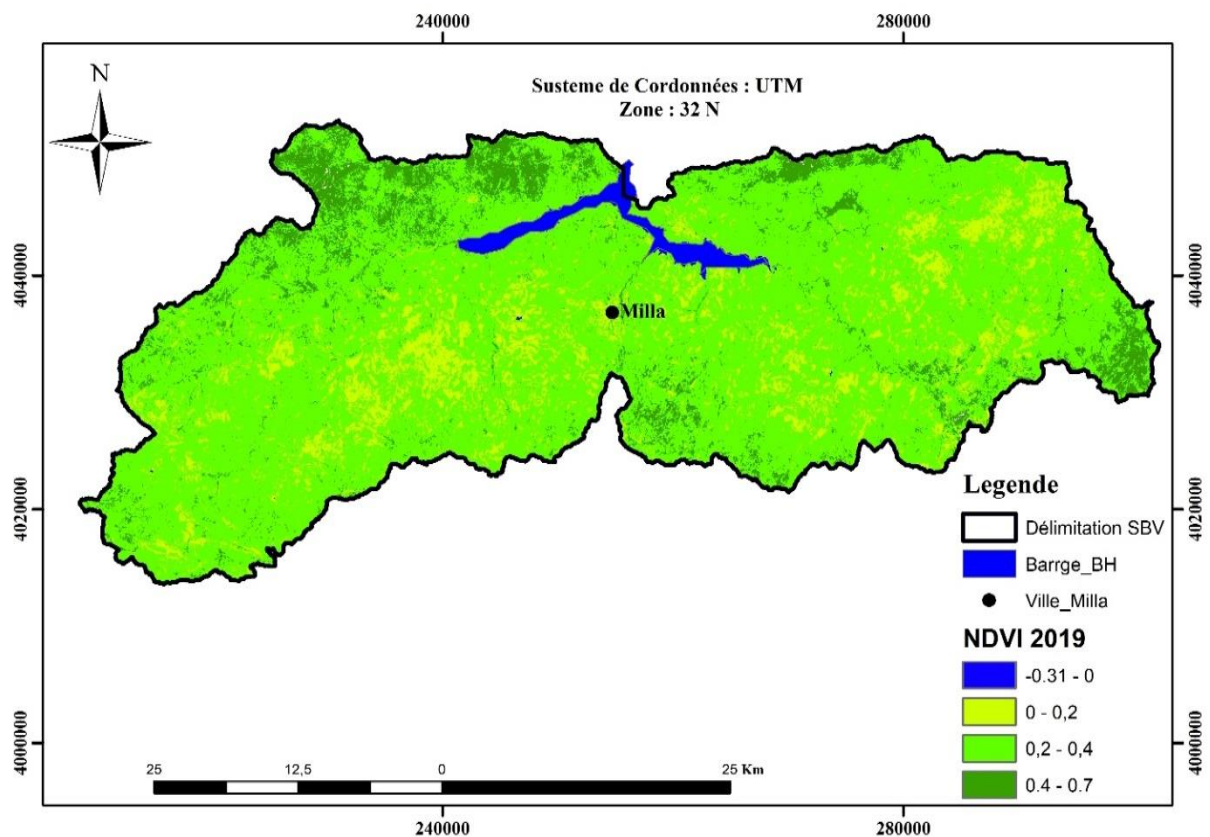 240000 280000
N
Susteme de Cordonnées : UTM
Zone : 32 N
4040000 4040000
Milla
4020000 4020000
Legende
Délimitation SBV
Barrge_BH
Ville_Milla
NDVI 2019
-0.31 - 0
0 - 0,2
0,2 - 0,4
0.4 - 0.7
4000000 4000000
25 12,5 0 25 Km
240000 280000